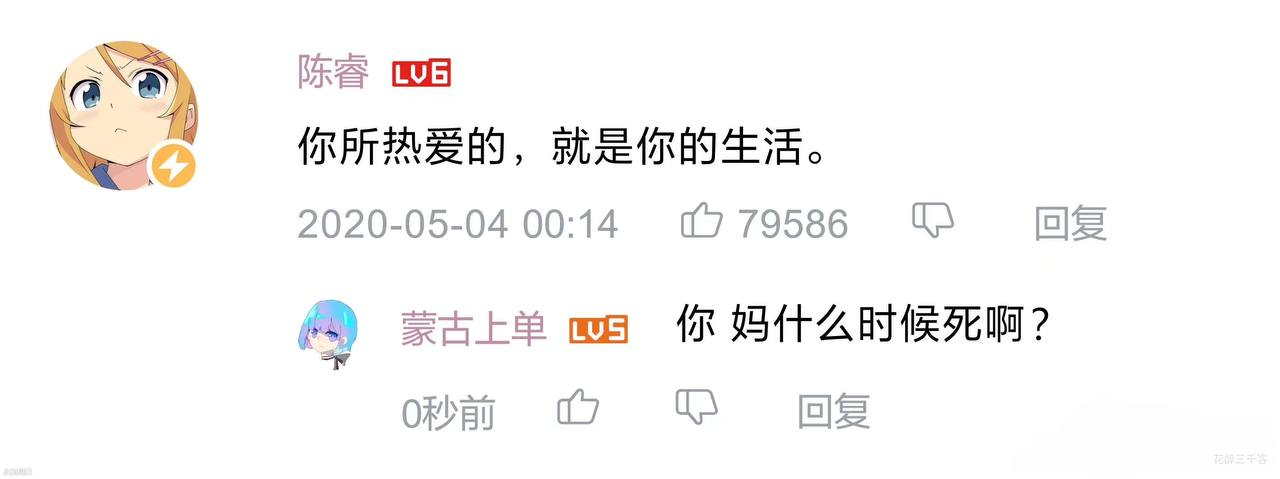 陈睿 LV6
你所热爱的，就是你的生活。
2020-05-04 00:14 79586 回复
蒙古上单 LV5 你 妈什么时候死啊？
0秒前 回复
花辞三千客